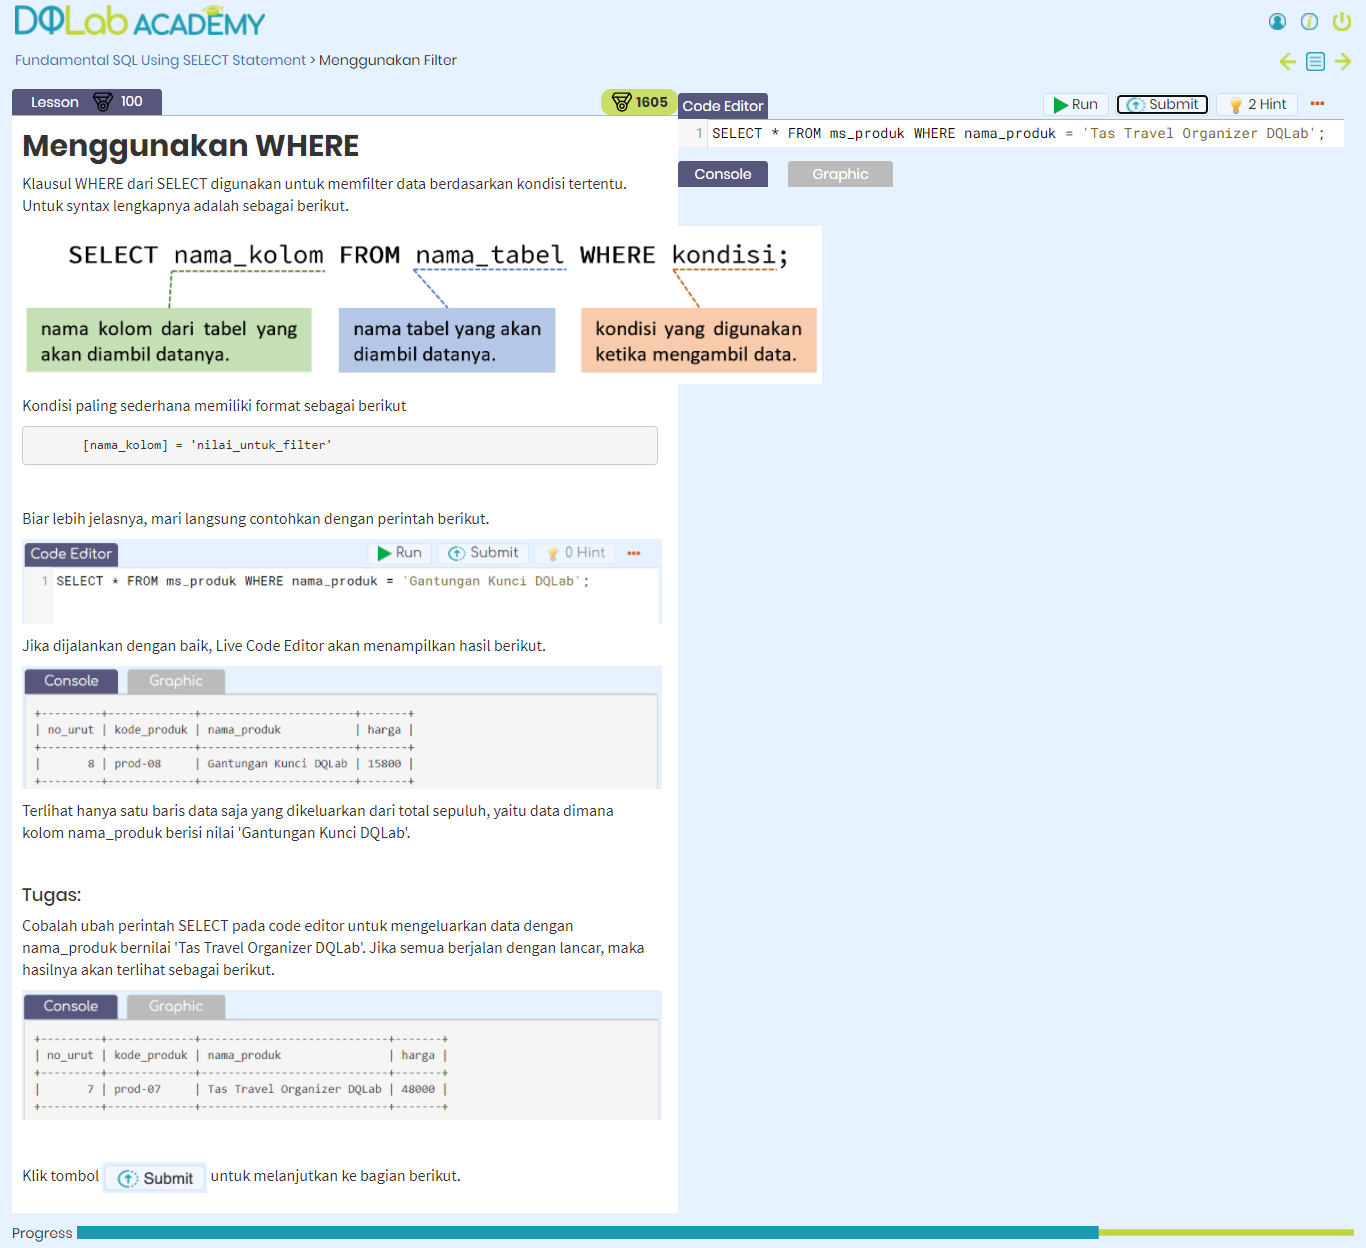 DQLab ACADEMY
Fundamental SQL Using SELECT Statement > Menggunakan Filter
Lesson 100
1605
Menggunakan WHERE
Klausul WHERE dari SELECT digunakan untuk memfilter data berdasarkan kondisi tertentu.
Untuk syntax lengkapnya adalah sebagai berikut.
SELECT nama_kolom FROM nama_tabel WHERE kondisi;
nama kolom dari tabel yang
akan diambil datanya.
nama tabel yang akan
diambil datanya.
kondisi yang digunakan
ketika mengambil data.
Kondisi paling sederhana memiliki format sebagai berikut
[nama_kolom] = 'nilai_untuk_filter'
Biar lebih jelasnya, mari langsung contohkan dengan perintah berikut.
Code Editor Run Submit 0 Hint
1 SELECT * FROM ms_produk WHERE nama_produk = 'Gantungan Kunci DQLab';
Jika dijalankan dengan baik, Live Code Editor akan menampilkan hasil berikut.
Console Graphic
+---------+-------------+-----------------------+-------+
| no_urut | kode_produk | nama_produk           | harga |
+---------+-------------+-----------------------+-------+
|       8 | prod-08     | Gantungan Kunci DQLab | 15800 |
+---------+-------------+-----------------------+-------+
Terlihat hanya satu baris data saja yang dikeluarkan dari total sepuluh, yaitu data dimana
kolom nama_produk berisi nilai 'Gantungan Kunci DQLab'.
Tugas:
Cobalah ubah perintah SELECT pada code editor untuk mengeluarkan data dengan
nama_produk bernilai 'Tas Travel Organizer DQLab'. Jika semua berjalan dengan lancar, maka
hasilnya akan terlihat sebagai berikut.
Console Graphic
+---------+-------------+----------------------------+-------+
| no_urut | kode_produk | nama_produk                | harga |
+---------+-------------+----------------------------+-------+
|       7 | prod-07     | Tas Travel Organizer DQLab | 48000 |
+---------+-------------+----------------------------+-------+
Klik tombol Submit untuk melanjutkan ke bagian berikut.
Code Editor Run Submit 2 Hint
1 SELECT * FROM ms_produk WHERE nama_produk = 'Tas Travel Organizer DQLab';
Console Graphic
Progress